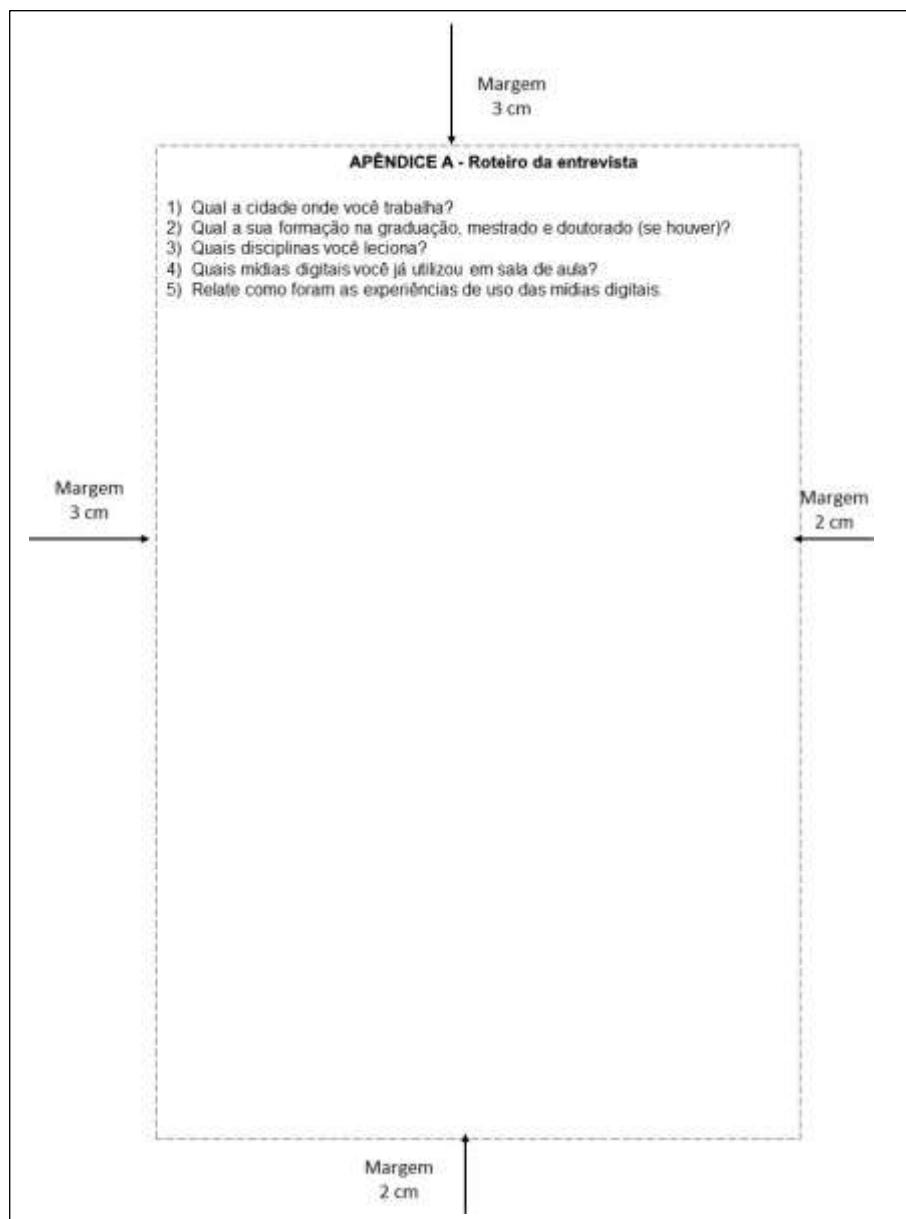 Margem
3 cm
APÊNDICE A - Roteiro da entrevista
1) Qual a cidade onde você trabalha?
2) Qual a sua formação na graduação, mestrado e doutorado (se houver)?
3) Quais disciplinas você leciona?
4) Quais mídias digitais você já utilizou em sala de aula?
5) Relate como foram as experiências de uso das mídias digitais.
Margem
3 cm
Margem
2 cm
Margem
2 cm